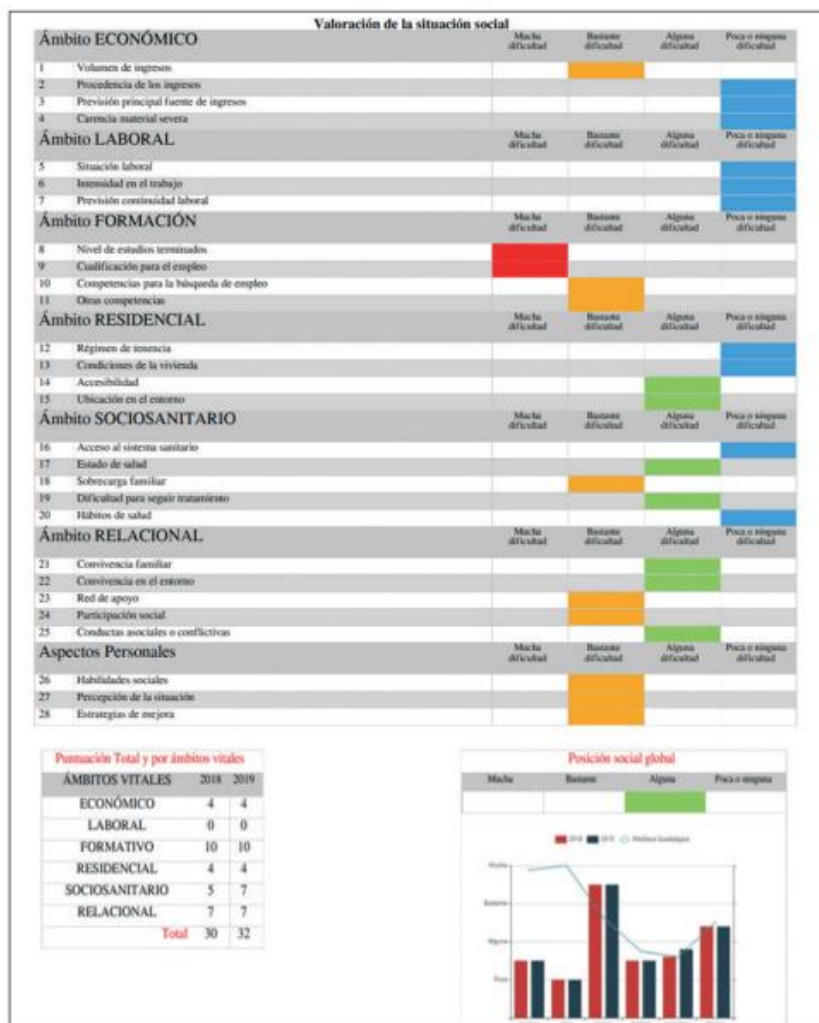 Valoración de la situación social
Ámbito ECONÓMICO Mucha dificultad Bastante dificultad Alguna dificultad Poca o ninguna dificultad
1 Volumen de ingresos
2 Procedencia de los ingresos
3 Previsión principal fuente de ingresos
4 Carencia material severa
Ámbito LABORAL Mucha dificultad Bastante dificultad Alguna dificultad Poca o ninguna dificultad
5 Situación laboral
6 Intensidad en el trabajo
7 Previsión continuidad laboral
Ámbito FORMACIÓN Mucha dificultad Bastante dificultad Alguna dificultad Poca o ninguna dificultad
8 Nivel de estudios terminados
9 Cualificación para el empleo
10 Competencias para la búsqueda de empleo
11 Otras competencias
Ámbito RESIDENCIAL Mucha dificultad Bastante dificultad Alguna dificultad Poca o ninguna dificultad
12 Régimen de tenencia
13 Condiciones de la vivienda
14 Accesibilidad
15 Ubicación en el entorno
Ámbito SOCIOSANITARIO Mucha dificultad Bastante dificultad Alguna dificultad Poca o ninguna dificultad
16 Acceso al sistema sanitario
17 Estado de salud
18 Sobrecarga familiar
19 Dificultad para seguir tratamiento
20 Hábitos de salud
Ámbito RELACIONAL Mucha dificultad Bastante dificultad Alguna dificultad Poca o ninguna dificultad
21 Convivencia familiar
22 Convivencia en el entorno
23 Red de apoyo
24 Participación social
25 Conductas asociales o conflictivas
Aspectos Personales Mucha dificultad Bastante dificultad Alguna dificultad Poca o ninguna dificultad
26 Habilidades sociales
27 Percepción de la situación
28 Estrategias de mejora
Puntuación Total y por ámbitos vitales
ÁMBITOS VITALES 2018 2019
ECONÓMICO 4 4
LABORAL 0 0
FORMATIVO 10 10
RESIDENCIAL 4 4
SOCIOSANITARIO 5 7
RELACIONAL 7 7
Total 30 32
Posición social global
Mucha Bastante Alguna Poca o ninguna
2018 2019
Mucha
Bastante
Alguna
Poca